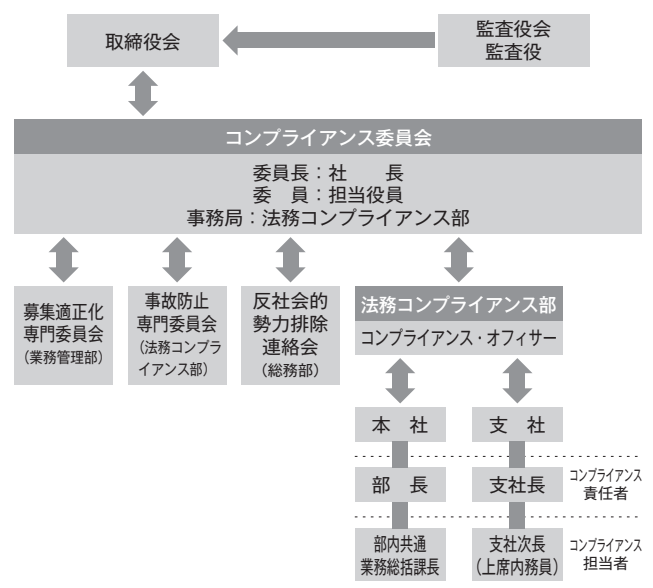 取締役会
監査役会
監査役
コンプライアンス委員会
委員長：社　　長
委　員：担当役員
事務局：法務コンプライアンス部
募集適正化
専門委員会
（業務管理部）
事故防止
専門委員会
（法務コンプラ
イアンス部）
反社会的
勢力排除
連絡会
（総務部）
法務コンプライアンス部
コンプライアンス・オフィサー
本　社
支　社
部　長
支社長
コンプライアンス
責任者
部内共通
業務総括課長
支社次長
（上席内務員）
コンプライアンス
担当者